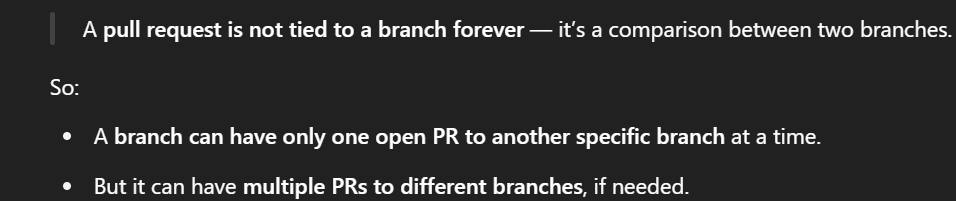 A pull request is not tied to a branch forever — it’s a comparison between two branches.
So:
• A branch can have only one open PR to another specific branch at a time.
• But it can have multiple PRs to different branches, if needed.